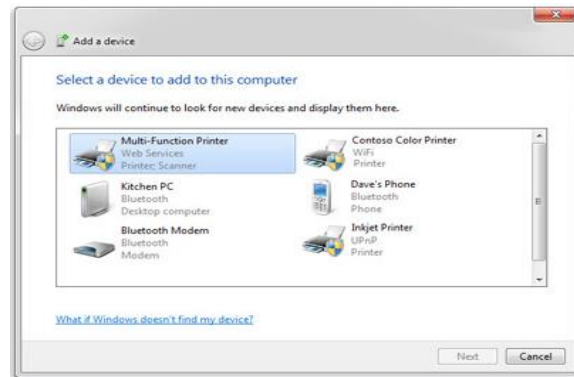 Add a device
Select a device to add to this computer
Windows will continue to look for new devices and display them here.
Multi-Function Printer
Web Services
Printer; Scanner
Contoso Color Printer
WiFi
Printer
Kitchen PC
Bluetooth
Desktop computer
Dave's Phone
Bluetooth
Phone
Bluetooth Modem
Bluetooth
Modem
Inkjet Printer
UPnP
Printer
What if Windows doesn't find my device?
Next
Cancel